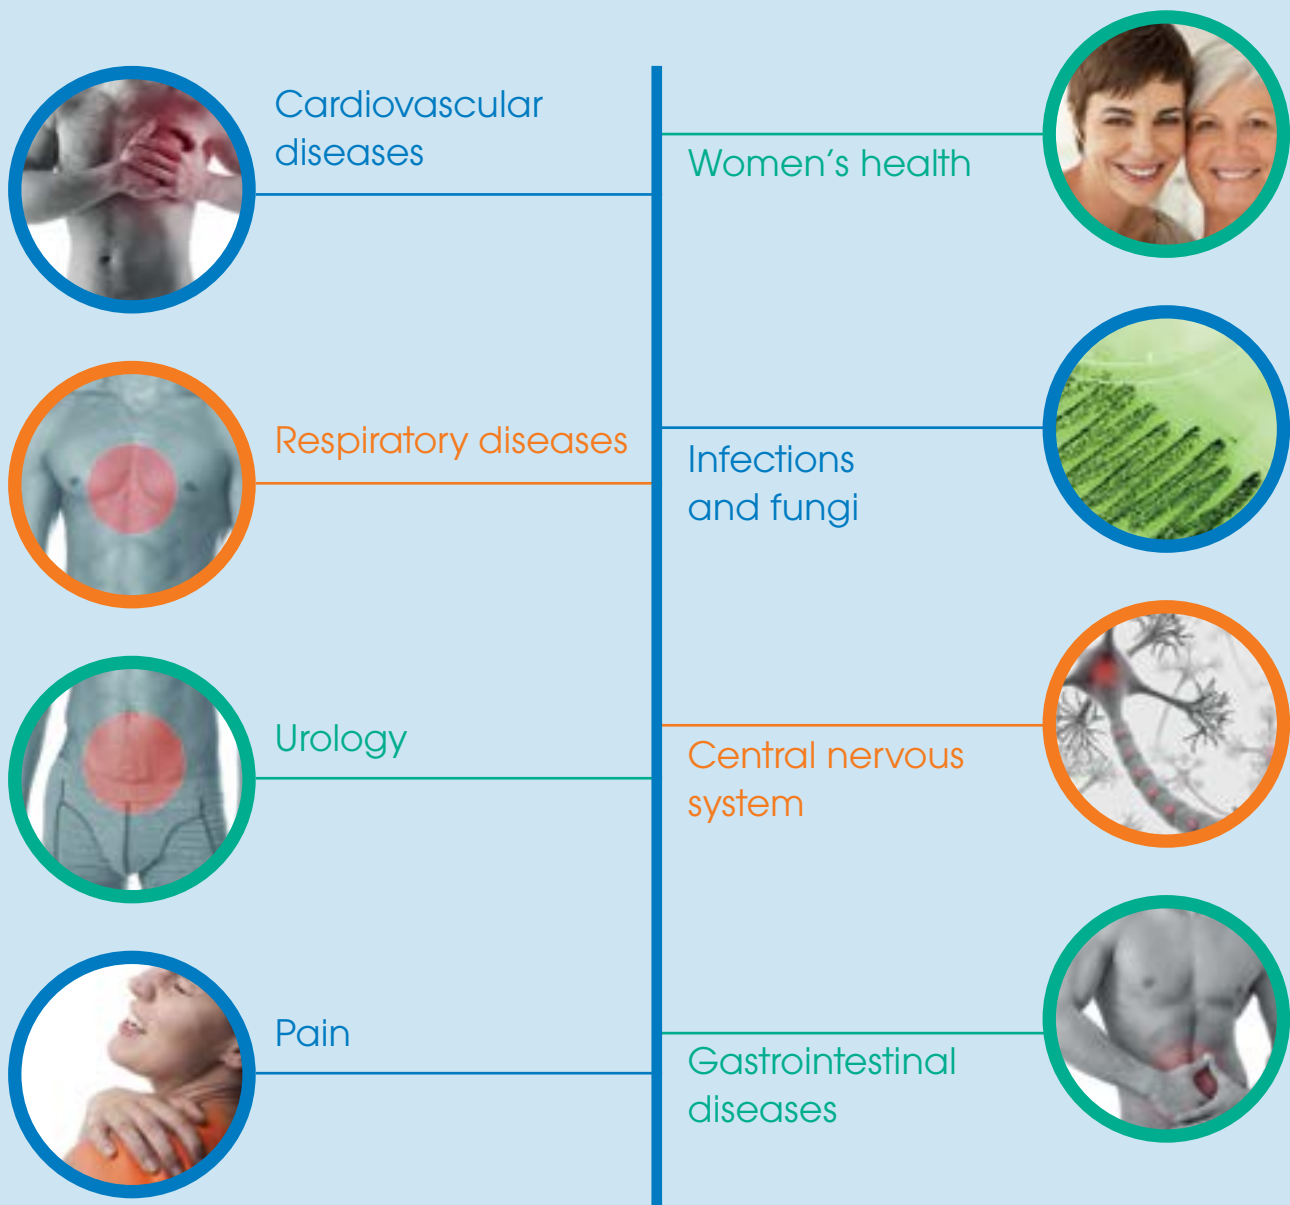 Cardiovascular
diseases
Women's health
Respiratory diseases
Infections
and fungi
Urology
Central nervous
system
Pain
Gastrointestinal
diseases